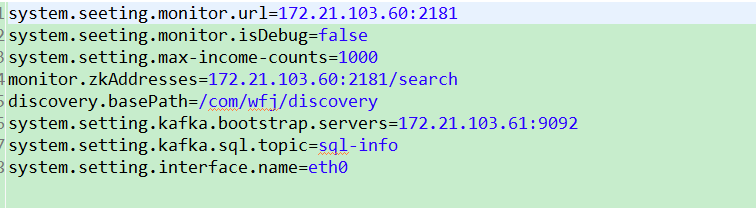 system.seeting.monitor.url=172.21.103.60:2181
system.seeting.monitor.isDebug=false
system.setting.max-income-counts=1000
monitor.zkAddresses=172.21.103.60:2181/search
discovery.basePath=/com/wfj/discovery
system.setting.kafka.bootstrap.servers=172.21.103.61:9092
system.setting.kafka.sql.topic=sql-info
system.setting.interface.name=eth0